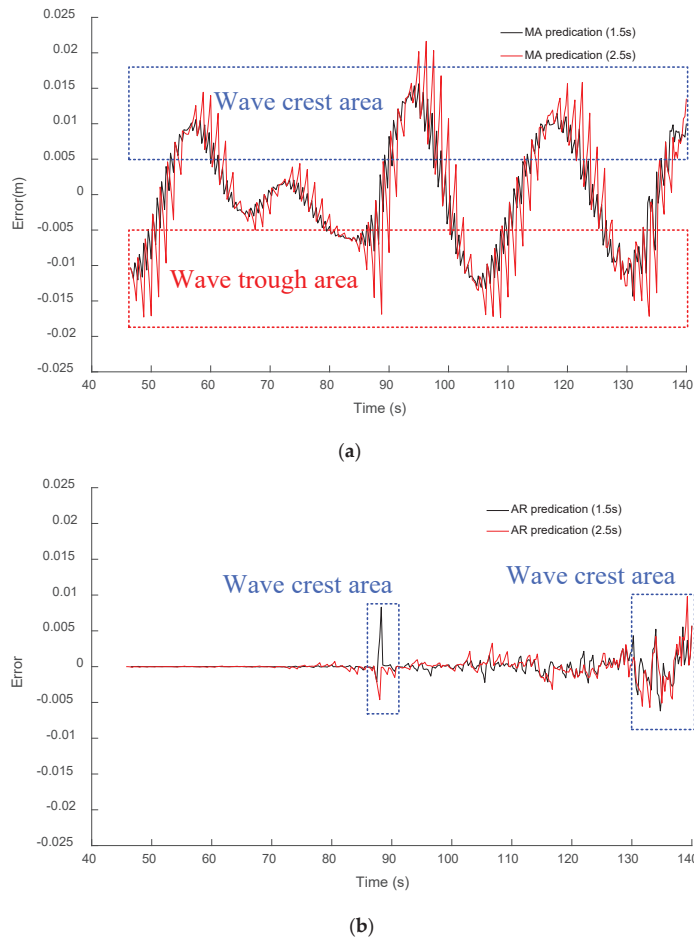 MA predication (1.5s)
MA predication (2.5s)
Wave crest area
Wave trough area
0.025
0.02
0.015
0.01
0.005
0
-0.005
-0.01
-0.015
-0.02
-0.025
Error(m)
40 50 60 70 80 90 100 110 120 130 140
Time (s)
(a)
AR predication (1.5s)
AR predication (2.5s)
Wave crest area
Wave crest area
0.025
0.02
0.015
0.01
0.005
0
-0.005
-0.01
-0.015
-0.02
-0.025
Error
40 50 60 70 80 90 100 110 120 130 140
Time (s)
(b)